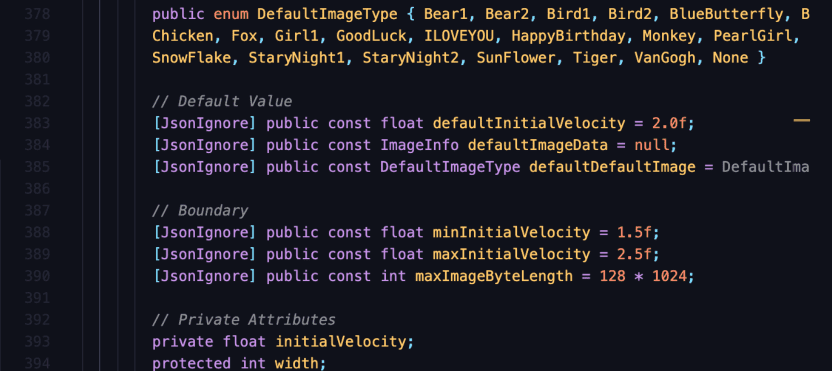 378 public enum DefaultImageType { Bear1, Bear2, Bird1, Bird2, BlueButterfly, B
379 Chicken, Fox, Girl1, GoodLuck, ILOVEYOU, HappyBirthday, Monkey, PearlGirl,
380 SnowFlake, StaryNight1, StaryNight2, SunFlower, Tiger, VanGogh, None }
381
382 // Default Value
383 [JsonIgnore] public const float defaultInitialVelocity = 2.0f;
384 [JsonIgnore] public const ImageInfo defaultImageData = null;
385 [JsonIgnore] public const DefaultImageType defaultDefaultImage = DefaultIma
386
387 // Boundary
388 [JsonIgnore] public const float minInitialVelocity = 1.5f;
389 [JsonIgnore] public const float maxInitialVelocity = 2.5f;
390 [JsonIgnore] public const int maxImageByteLength = 128 * 1024;
391
392 // Private Attributes
393 private float initialVelocity;
394 protected int width;